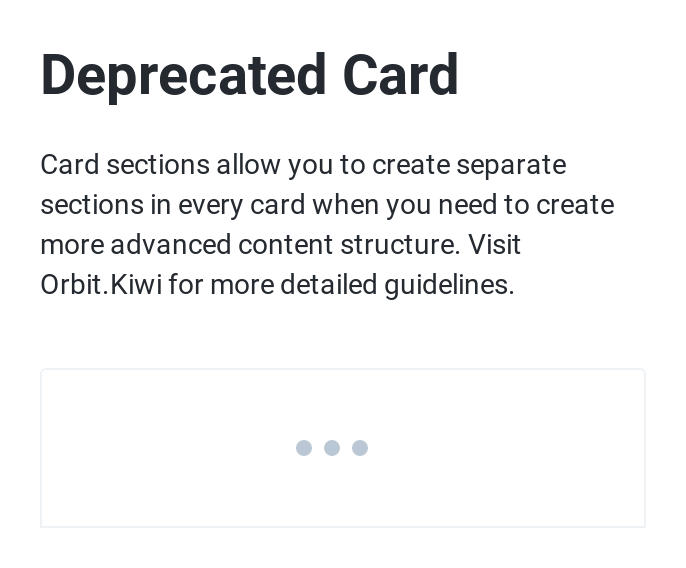 Deprecated Card
Card sections allow you to create separate
sections in every card when you need to create
more advanced content structure. Visit
Orbit.Kiwi for more detailed guidelines.